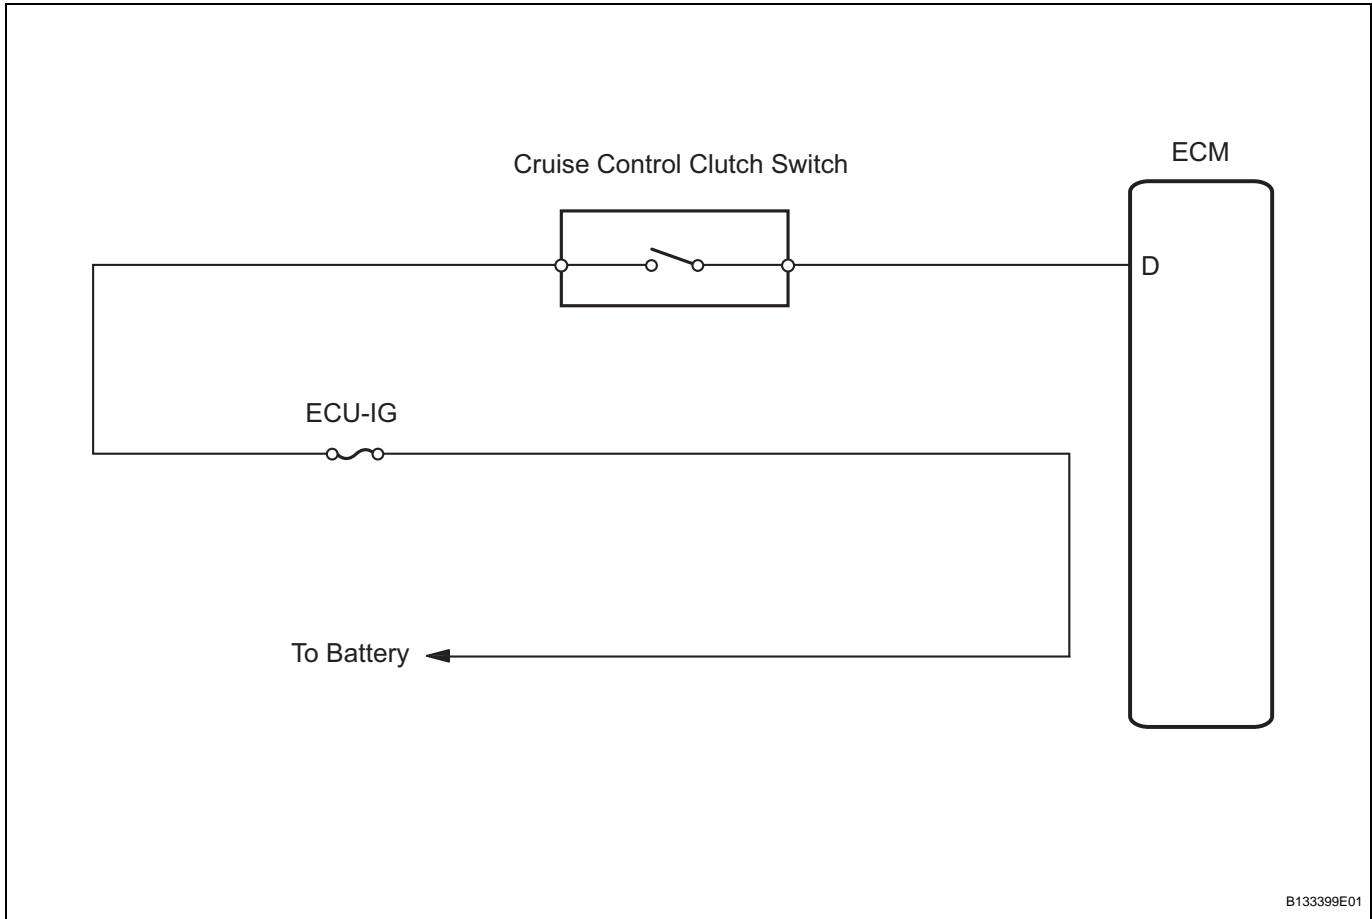 Cruise Control Clutch Switch
ECM
D
ECU-IG
To Battery
B133399E01